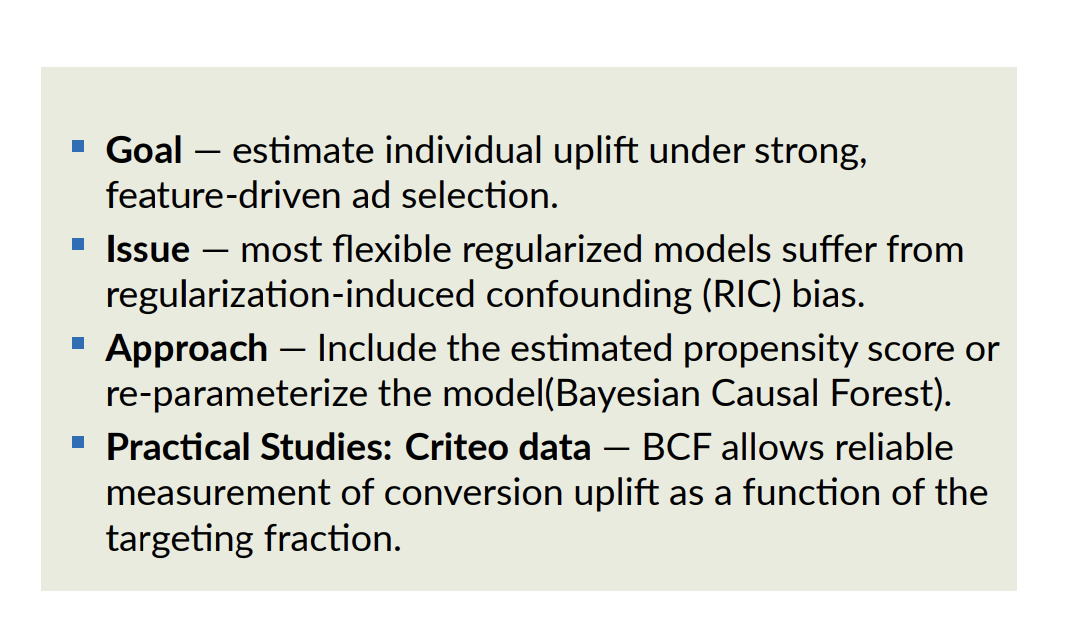 Goal — estimate individual uplift under strong,
feature-driven ad selection.
Issue — most flexible regularized models suffer from
regularization-induced confounding (RIC) bias.
Approach — Include the estimated propensity score or
re-parameterize the model(Bayesian Causal Forest).
Practical Studies: Criteo data — BCF allows reliable
measurement of conversion uplift as a function of the
targeting fraction.